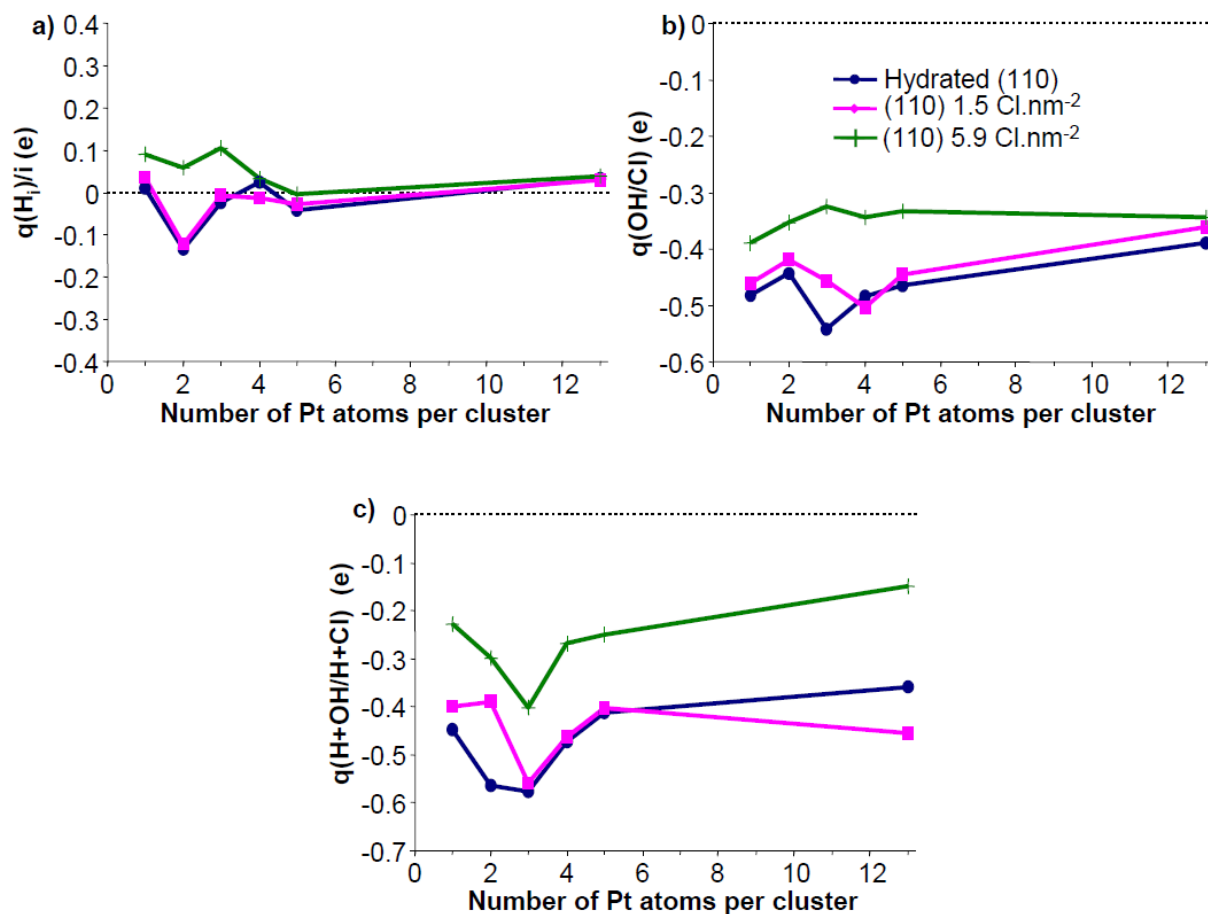 a)
0.4
0.3
0.2
0.1
0
-0.1
-0.2
-0.3
-0.4
q(Hi)/i (e)
0 2 4 6 8 10 12
Number of Pt atoms per cluster
b)
0
-0.1
-0.2
-0.3
-0.4
-0.5
-0.6
q(OH/Cl) (e)
Hydrated (110)
(110) 1.5 Cl.nm-2
(110) 5.9 Cl.nm-2
0 2 4 6 8 10 12
Number of Pt atoms per cluster
c)
0
-0.1
-0.2
-0.3
-0.4
-0.5
-0.6
-0.7
q(H+OH/H+Cl) (e)
0 2 4 6 8 10 12
Number of Pt atoms per cluster